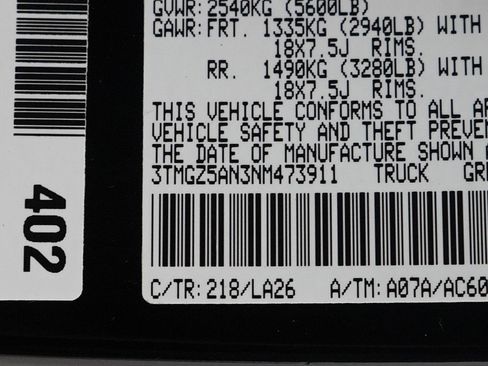 GVWR: 2540KG (5600LB)
GAWR: FRT. 1335KG (2940LB) WITH
18X7.5J RIMS.
RR. 1490KG (3280LB) WITH
18X7.5J RIMS.
THIS VEHICLE CONFORMS TO ALL AP
VEHICLE SAFETY AND THEFT PREVEN
THE DATE OF MANUFACTURE SHOWN A
3TMGZ5AN3NM473911 TRUCK GR
C/TR: 218/LA26 A/TM: A07A/AC60
402